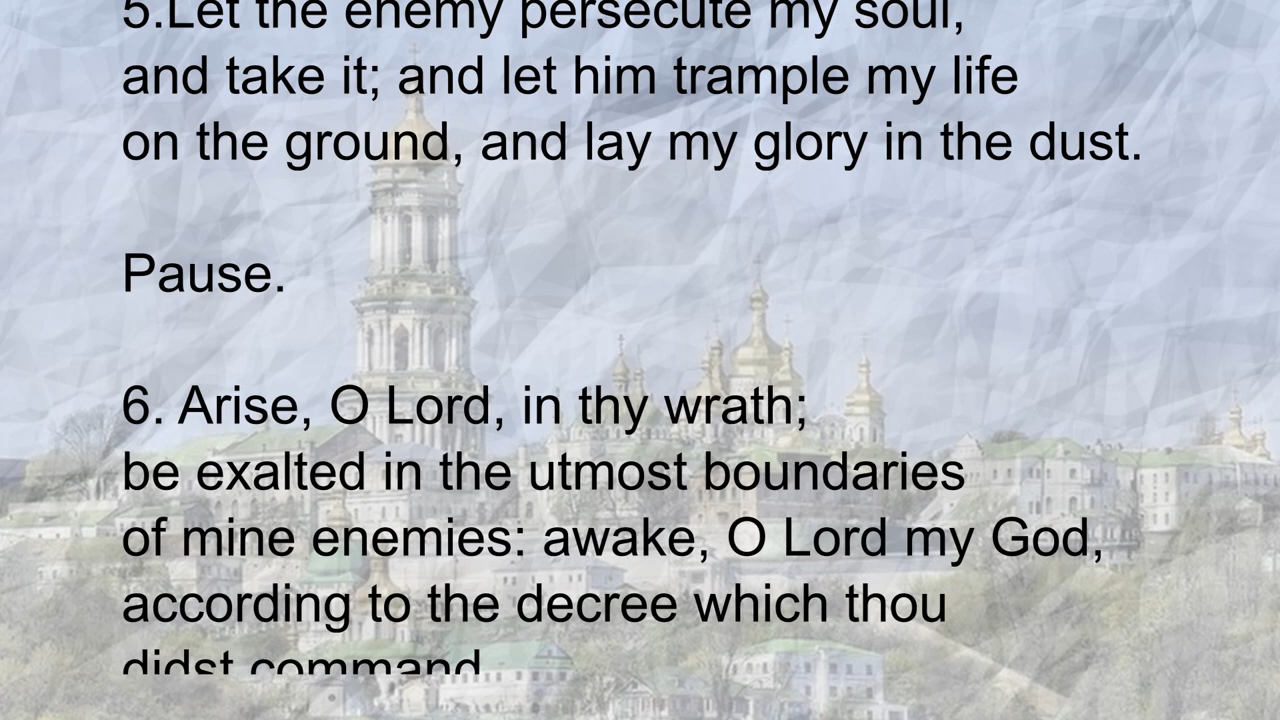 5.Let the enemy persecute my soul,
and take it; and let him trample my life
on the ground, and lay my glory in the dust.
Pause.
6. Arise, O Lord, in thy wrath;
be exalted in the utmost boundaries
of mine enemies: awake, O Lord my God,
according to the decree which thou
didst command